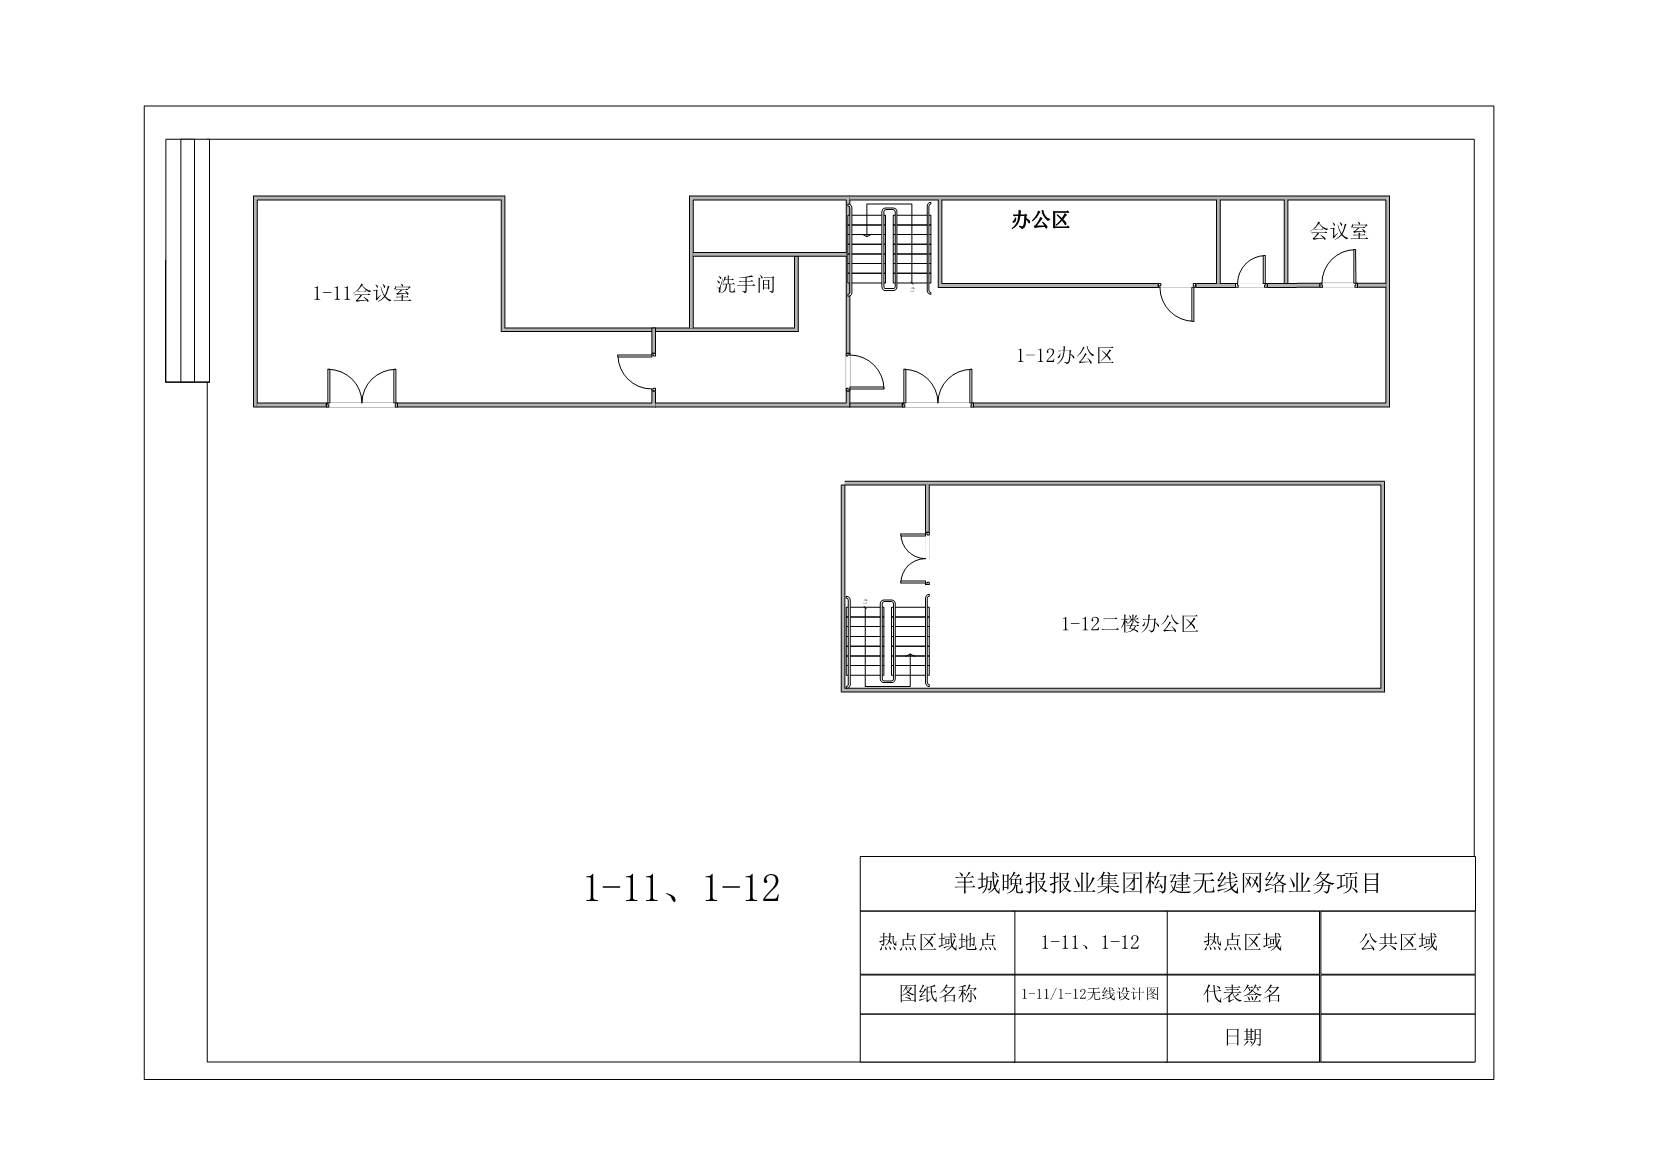 办公区
会议室
洗手间
1-11会议室
1-12办公区
1-12二楼办公区
1-11、1-12
羊城晚报报业集团构建无线网络业务项目
热点区域地点 1-11、1-12 热点区域 公共区域
图纸名称 1-11/1-12无线设计图 代表签名
日期